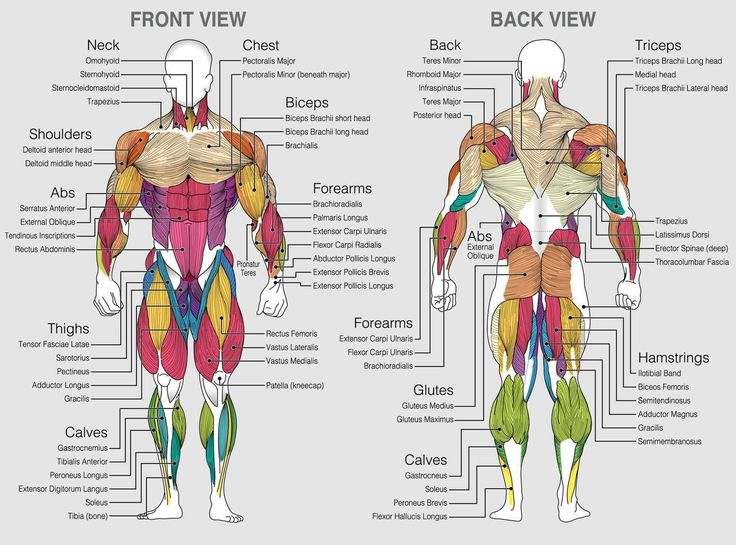 FRONT VIEW
Neck
Omohyoid
Sternohyoid
Sternocleidomastoid
Trapezius
Shoulders
Deltoid anterior head
Deltoid middle head
Abs
Serratus Anterior
External Oblique
Tendinous Inscriptions
Rectus Abdominis
Thighs
Tensor Fasciae Latae
Sarotorius
Pectineus
Adductor Longus
Gracilis
Calves
Gastrocnemius
Tibialis Anterior
Peroneus Longus
Extensor Digitorum Langus
Soleus
Tibia (bone)
Chest
Pectoralis Major
Pectoralis Minor (beneath major)
Biceps
Biceps Brachii short head
Biceps Brachii long head
Brachialis
Forearms
Brachioradialis
Palmaris Longus
Extensor Carpi Ulnaris
Flexor Carpi Radialis
Abductor Pollicis Longus
Extensor Pollicis Brevis
Extensor Pollicis Longus
Pronatur
Teres
Rectus Femoris
Vastus Lateralis
Vastus Medialis
Patella (kneecap)
BACK VIEW
Back
Teres Minor
Rhomboid Major
Infraspinatus
Teres Major
Posterior head
Abs
External
Oblique
Forearms
Extensor Carpi Ulnaris
Flexor Carpi Ulnaris
Brachioradialis
Glutes
Gluteus Medius
Gluteus Maximus
Calves
Gastrocneus
Soleus
Peroneus Brevis
Flexor Hallucis Longus
Triceps
Triceps Brachii Long head
Medial head
Triceps Brachii Lateral head
Trapezius
Latissimus Dorsi
Erector Spinae (deep)
Thoracolumbar Fascia
Hamstrings
Ilotibial Band
Biceos Femoris
Semitendinosus
Adductor Magnus
Gracilis
Semimembranosus